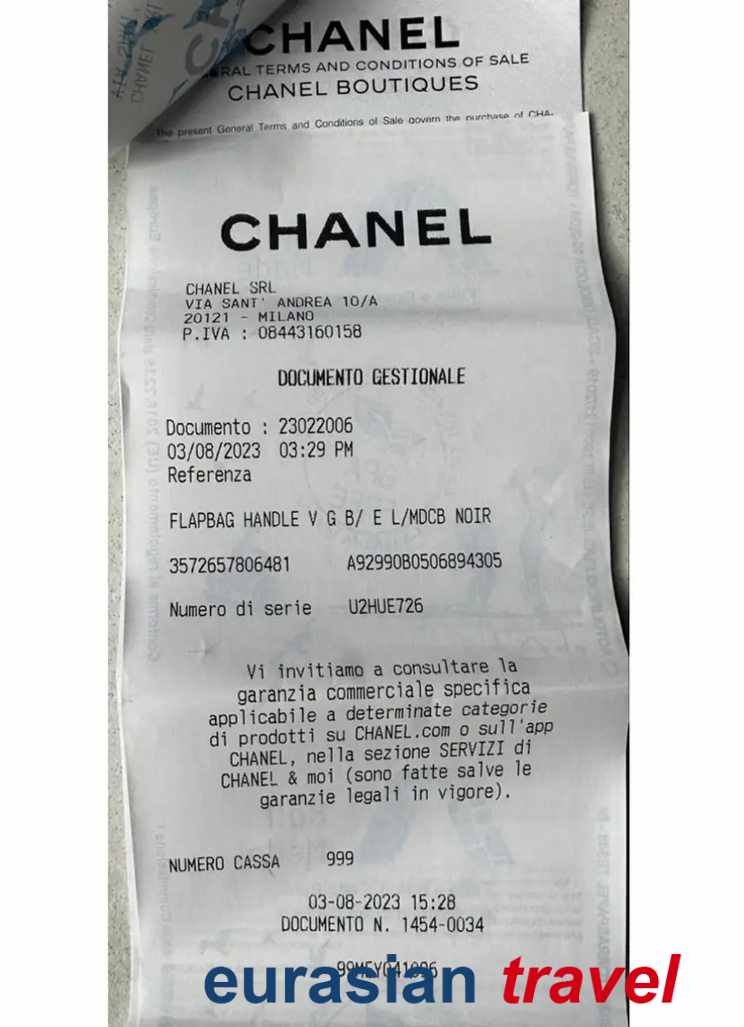 CHANEL
RAL TERMS AND CONDITIONS OF SALE
CHANEL BOUTIQUES
The present General Terms and Conditions of Sale govern the purchase of CHA-
CHANEL
CHANEL SRL
VIA SANT' ANDREA 10/A
20121 - MILANO
P.IVA : 08443160158
DOCUMENTO GESTIONALE
Documento : 23022006
03/08/2023 03:29 PM
Referenza
FLAPBAG HANDLE V G B/ E L/MDCB NOIR
3572657806481 A92990B0506894305
Numero di serie U2HUE726
Vi invitiamo a consultare la
garanzia commerciale specifica
applicabile a determinate categorie
di prodotti su CHANEL.com o sull'app
CHANEL, nella sezione SERVIZI di
CHANEL & moi (sono fatte salve le
garanzie legali in vigore).
NUMERO CASSA 999
03-08-2023 15:28
DOCUMENTO N. 1454-0034
eurasian travel